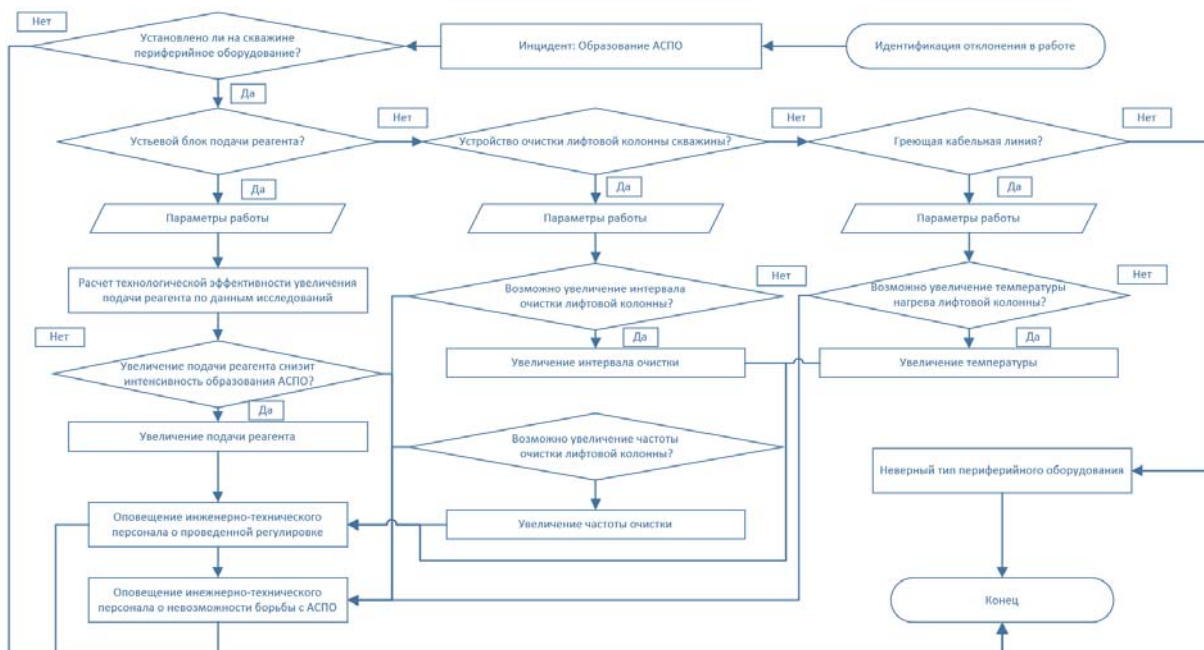 Нет
Установлено ли на скважине
периферийное оборудование?
Инцидент: Образование АСПО
Идентификация отклонения в работе
Да
Устьевой блок подачи реагента?
Нет
Устройство очистки лифтовой колонны скважины?
Нет
Греющая кабельная линия?
Нет
Да
Да
Да
Параметры работы
Параметры работы
Параметры работы
Расчет технологической эффективности увеличения
подачи реагента по данным исследований
Возможно увеличение интервала
очистки лифтовой колонны?
Нет
Возможно увеличение температуры
нагрева лифтовой колонны?
Нет
Нет
Да
Да
Увеличение подачи реагента снизит
интенсивность образования АСПО?
Увеличение интервала очистки
Увеличение температуры
Да
Увеличение подачи реагента
Возможно увеличение частоты
очистки лифтовой колонны?
Неверный тип периферийного оборудования
Оповещение инженерно-технического
персонала о проведенной регулировке
Увеличение частоты очистки
Оповещение инежнерно-технического
персонала о невозможности борьбы с АСПО
Конец